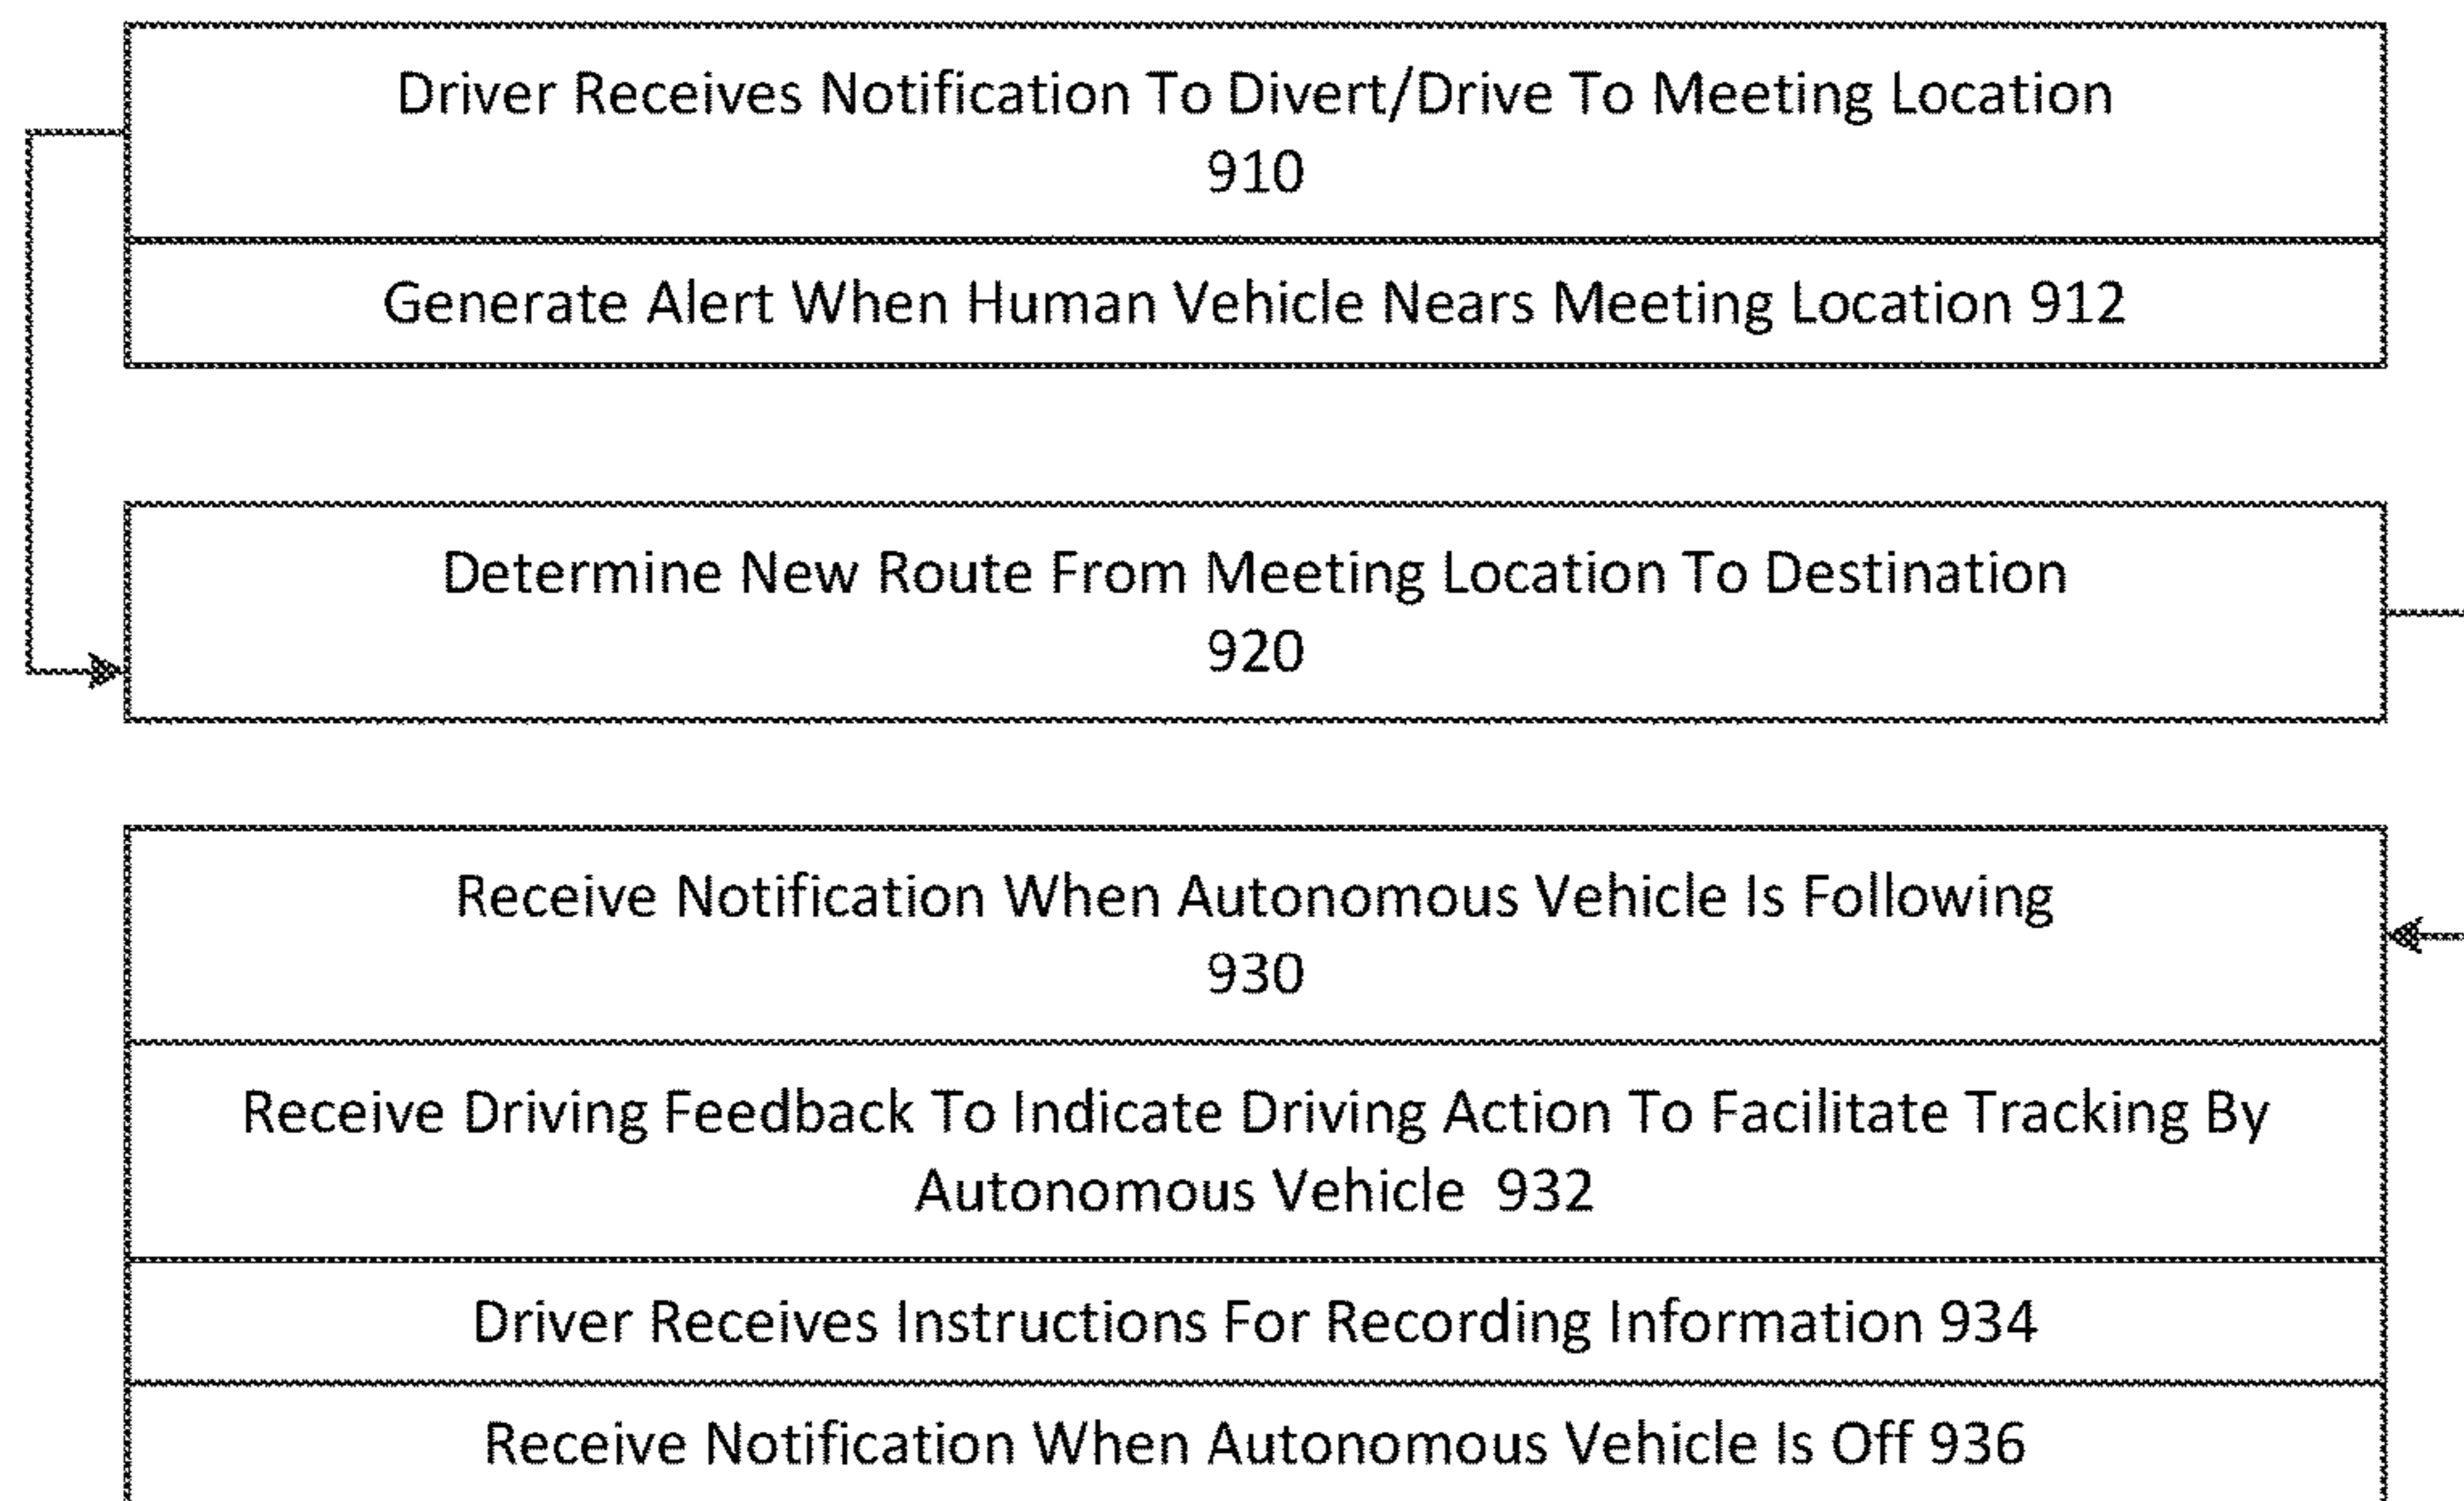 Driver Receives Notification To Divert/Drive To Meeting Location
910
Generate Alert When Human Vehicle Nears Meeting Location 912
Determine New Route From Meeting Location To Destination
920
Receive Notification When Autonomous Vehicle Is Following
930
Receive Driving Feedback To Indicate Driving Action To Facilitate Tracking By
Autonomous Vehicle 932
Driver Receives Instructions For Recording Information 934
Receive Notification When Autonomous Vehicle Is Off 936